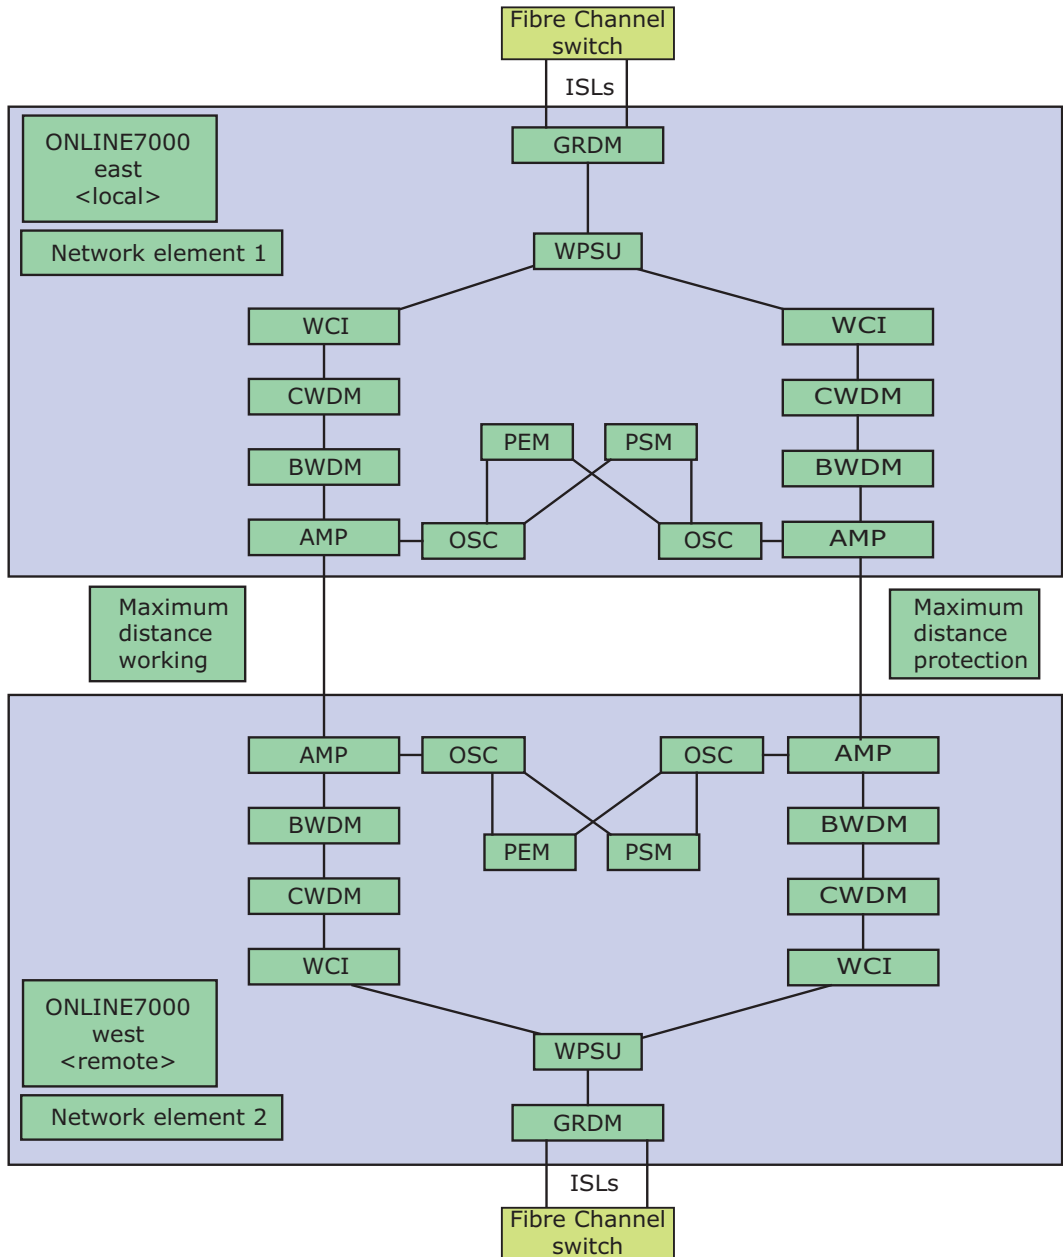 Fibre Channel
switch
ISLs
ONLINE7000
east
<local>
GRDM
Network element 1
WPSU
WCI
WCI
CWDM
CWDM
PEM
PSM
BWDM
BWDM
AMP
OSC
OSC
AMP
Maximum
distance
working
Maximum
distance
protection
AMP
OSC
OSC
AMP
BWDM
BWDM
PEM
PSM
CWDM
CWDM
WCI
WCI
ONLINE7000
west
<remote>
WPSU
Network element 2
GRDM
ISLs
Fibre Channel
switch